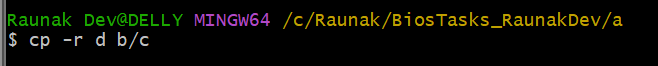 Raunak Dev@DELLY MINGW64 /c/Raunak/BiosTasks_RaunakDev/a
$ cp -r d b/c